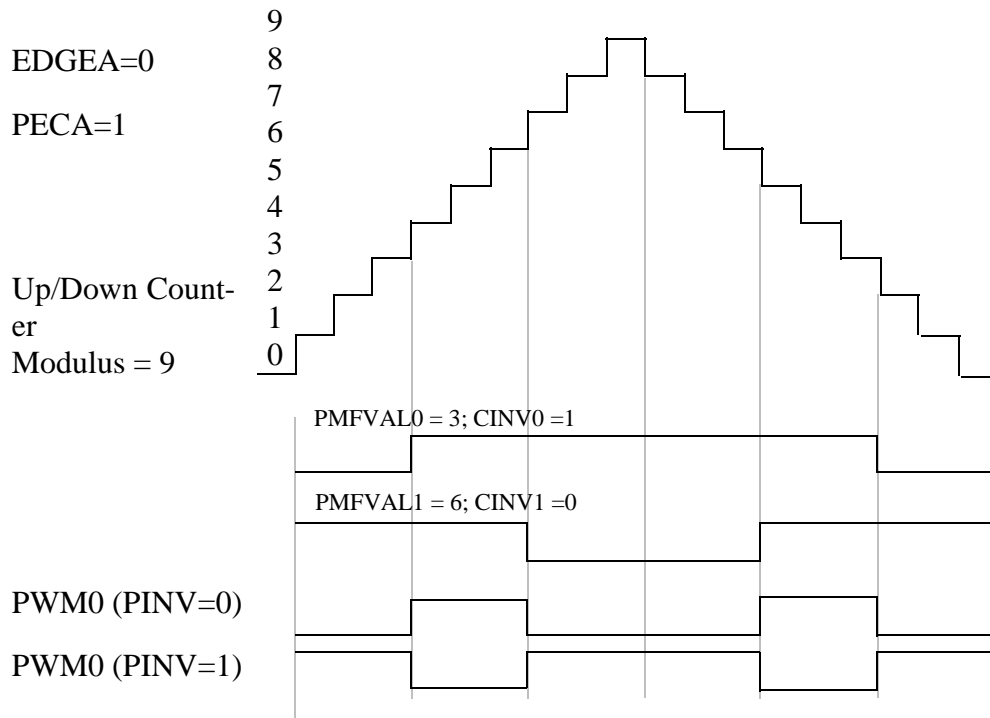 9
EDGEA=0
8
7
PECA=1
6
5
4
3
2
Up/Down Count-
er
1
Modulus = 9
0
PMFVAL0 = 3; CINV0 =1
PMFVAL1 = 6; CINV1 =0
PWM0 (PINV=0)
PWM0 (PINV=1)